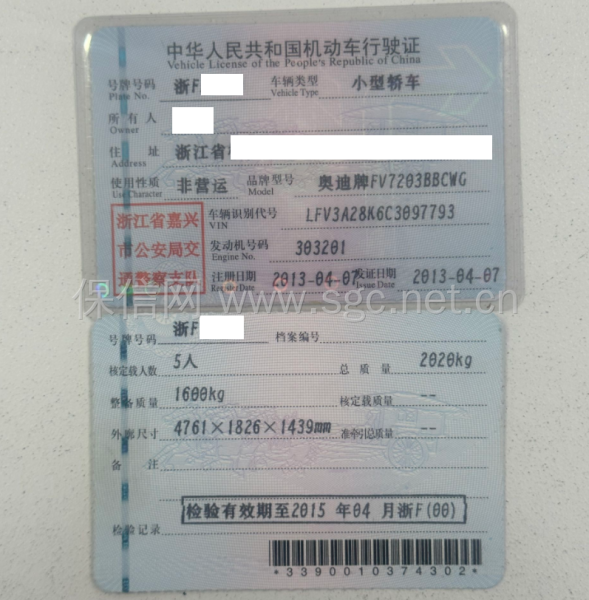 中华人民共和国机动车行驶证
Vehicle License of the People's Republic of China
号牌号码 浙F 车辆类型 小型轿车
Plate No. Vehicle Type
所有人
Owner
住址 浙江省
Address
使用性质 非营运 品牌型号 奥迪牌FV7203BBCWG
Use Character Model
浙江省嘉兴
市公安局交
通警察支队
车辆识别代号 LFV3A28K6C3097793
VIN
发动机号码 303201
Engine No.
注册日期 2013-04-07 发证日期 2013-04-07
Register Date Issue Date
保信网 www.sgc.net.cn
号牌号码 浙F 档案编号
核定载人数 5人 总质量 2020kg
整备质量 1600kg 核定载质量 --
外廓尺寸 4761×1826×1439mm 准牵引总质量 --
备注
检验有效期至2015 年04 月浙F(00)
检验记录
*3390010374302*